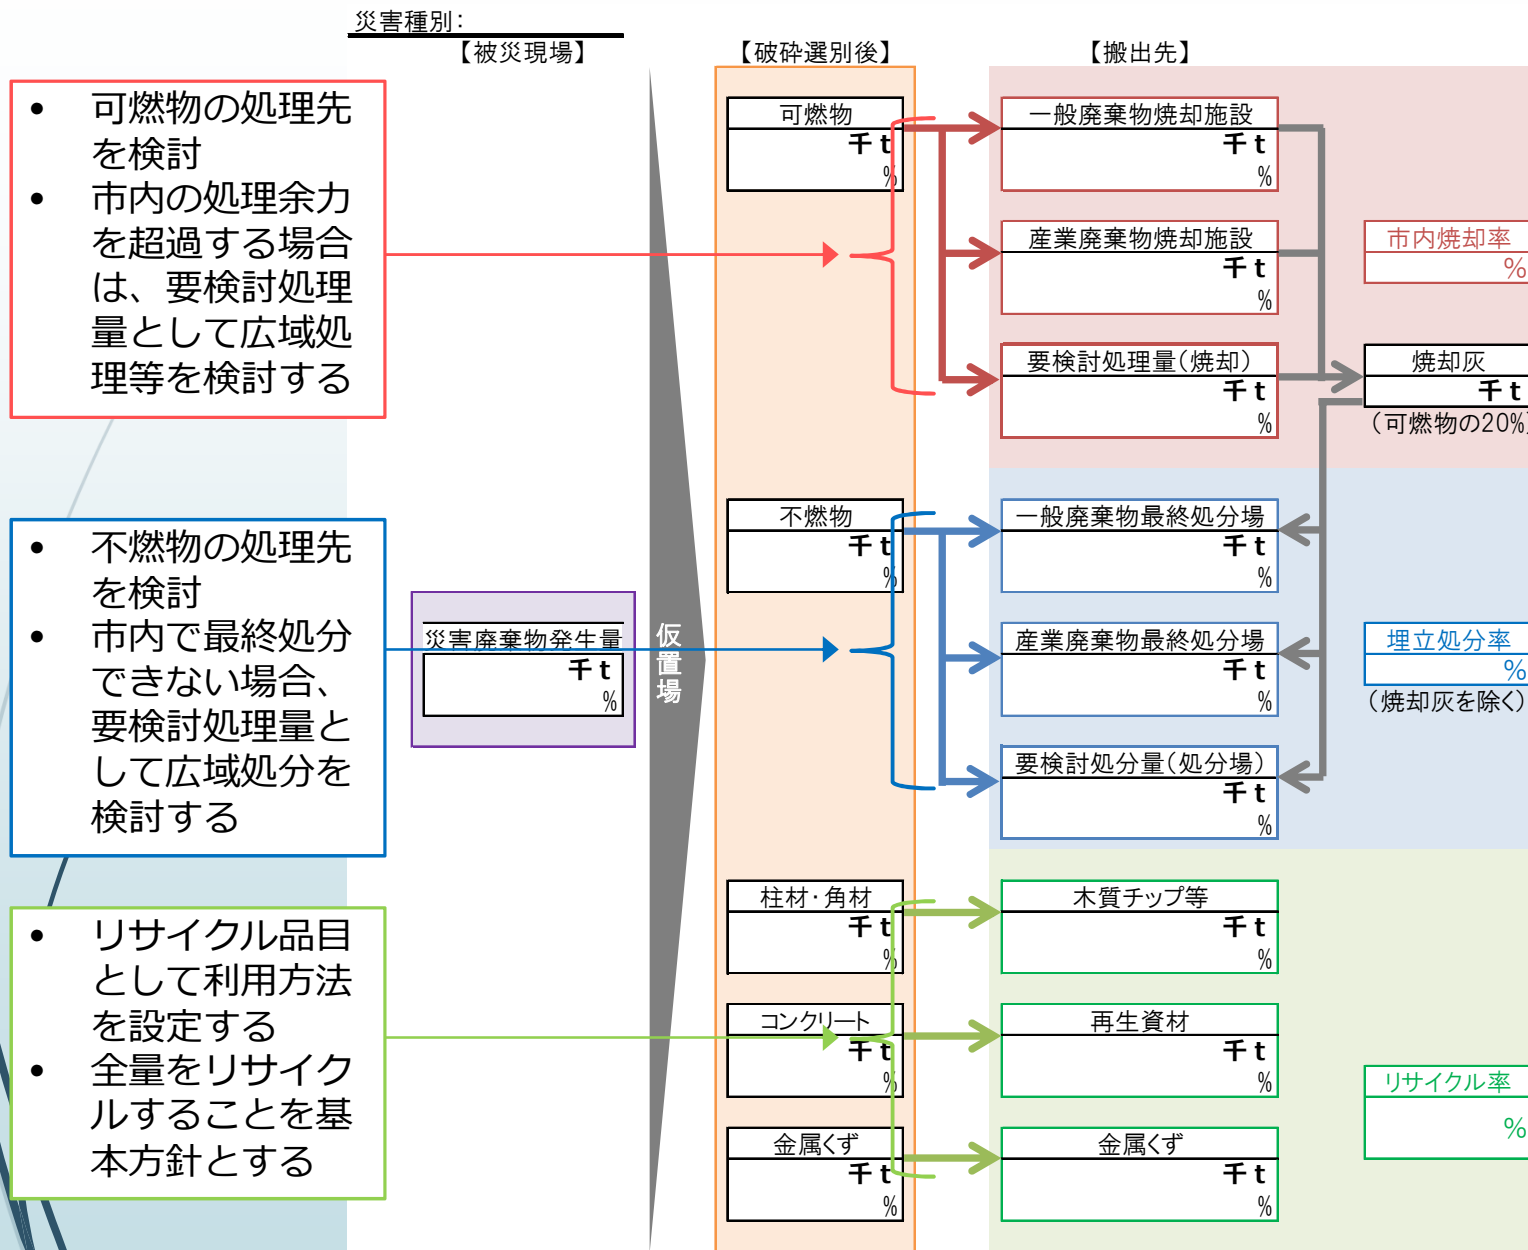 災害種別：
【被災現場】
【破砕選別後】
【搬出先】
• 可燃物の処理先
を検討
• 市内の処理余力
を超過する場合
は、要検討処理
量として広域処
理等を検討する
• 不燃物の処理先
を検討
• 市内で最終処分
できない場合、
要検討処理量と
して広域処分を
検討する
• リサイクル品目
として利用方法
を設定する
• 全量をリサイク
ルすることを基
本方針とする
災害廃棄物発生量
千t
%
仮置場
可燃物
千t
%
不燃物
千t
%
柱材・角材
千t
%
コンクリート
千t
%
金属くず
千t
%
一般廃棄物焼却施設
千t
%
産業廃棄物焼却施設
千t
%
要検討処理量（焼却）
千t
%
一般廃棄物最終処分場
千t
%
産業廃棄物最終処分場
千t
%
要検討処分量（処分場）
千t
%
木質チップ等
千t
%
再生資材
千t
%
金属くず
千t
%
市内焼却率
%
焼却灰
千t
（可燃物の20%）
埋立処分率
%
（焼却灰を除く）
リサイクル率
%